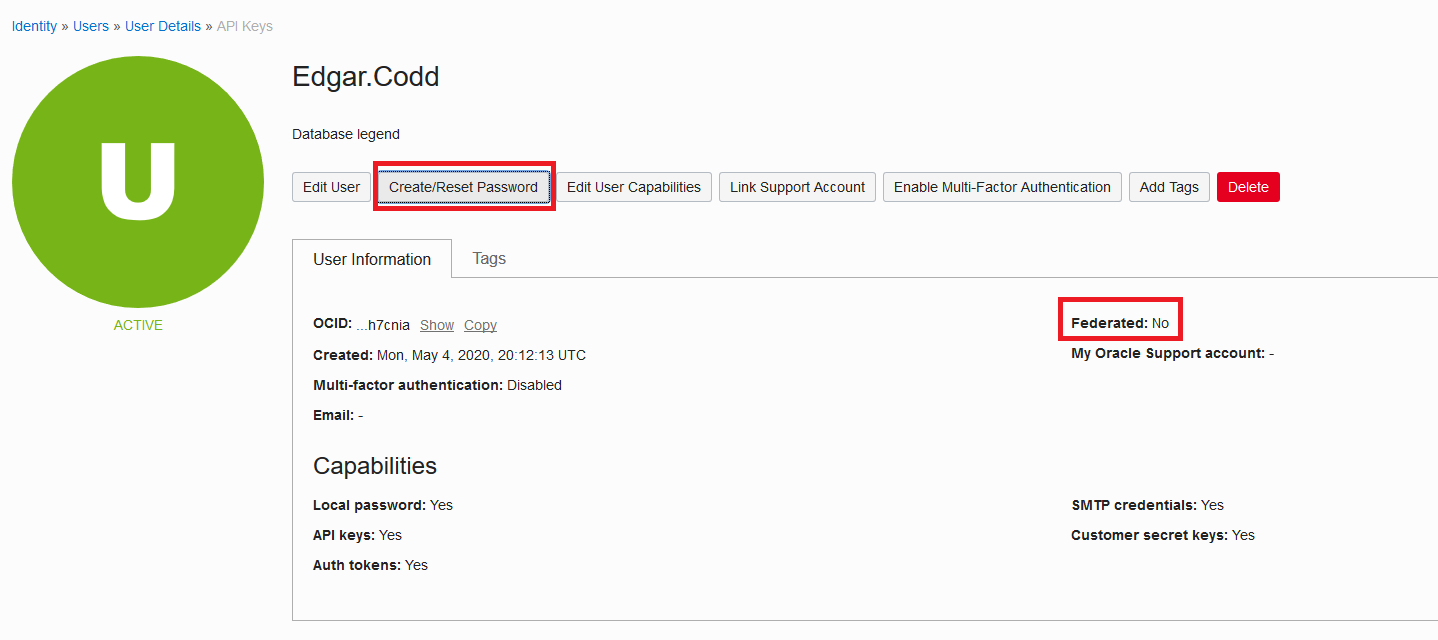 Identity » Users » User Details » API Keys
U
ACTIVE
Edgar.Codd
Database legend
Edit User Create/Reset Password Edit User Capabilities Link Support Account Enable Multi-Factor Authentication Add Tags Delete
User Information Tags
OCID: ...h7cnia Show Copy
Federated: No
Created: Mon, May 4, 2020, 20:12:13 UTC
My Oracle Support account: -
Multi-factor authentication: Disabled
Email: -
Capabilities
Local password: Yes
SMTP credentials: Yes
API keys: Yes
Customer secret keys: Yes
Auth tokens: Yes